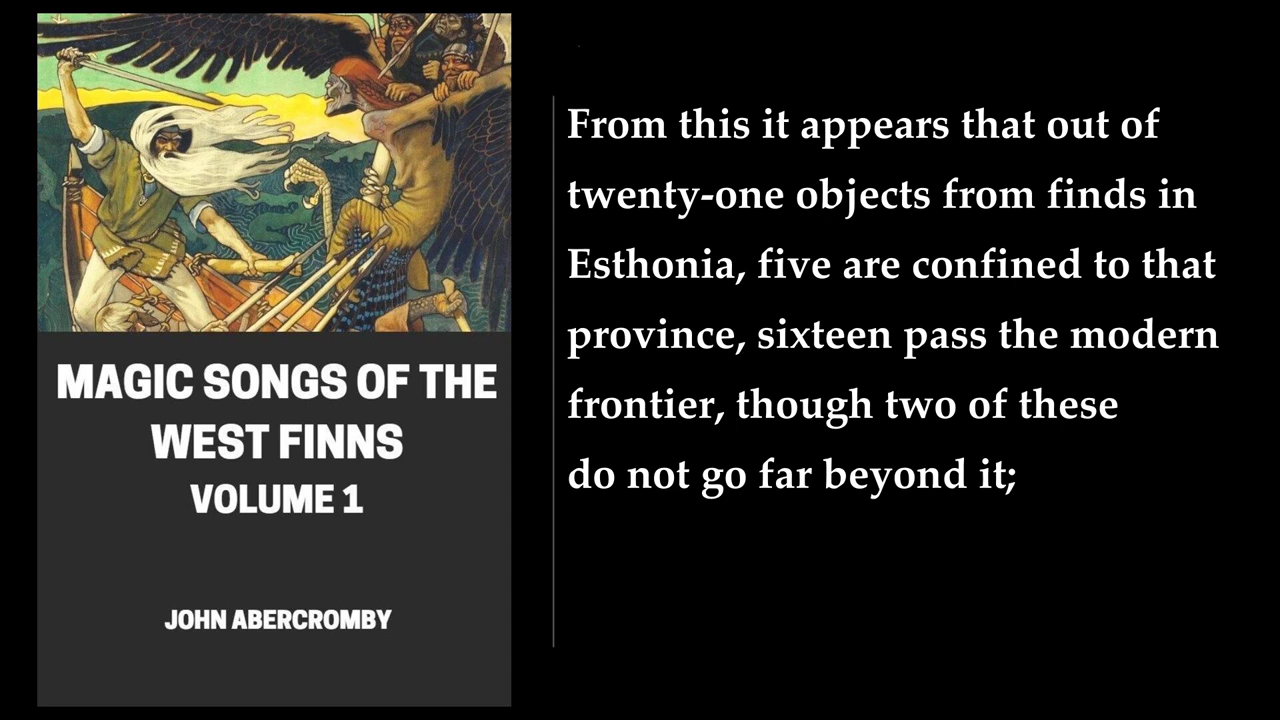 MAGIC SONGS OF THE
WEST FINNS
VOLUME 1
JOHN ABERCROMBY
From this it appears that out of
twenty-one objects from finds in
Esthonia, five are confined to that
province, sixteen pass the modern
frontier, though two of these
do not go far beyond it;